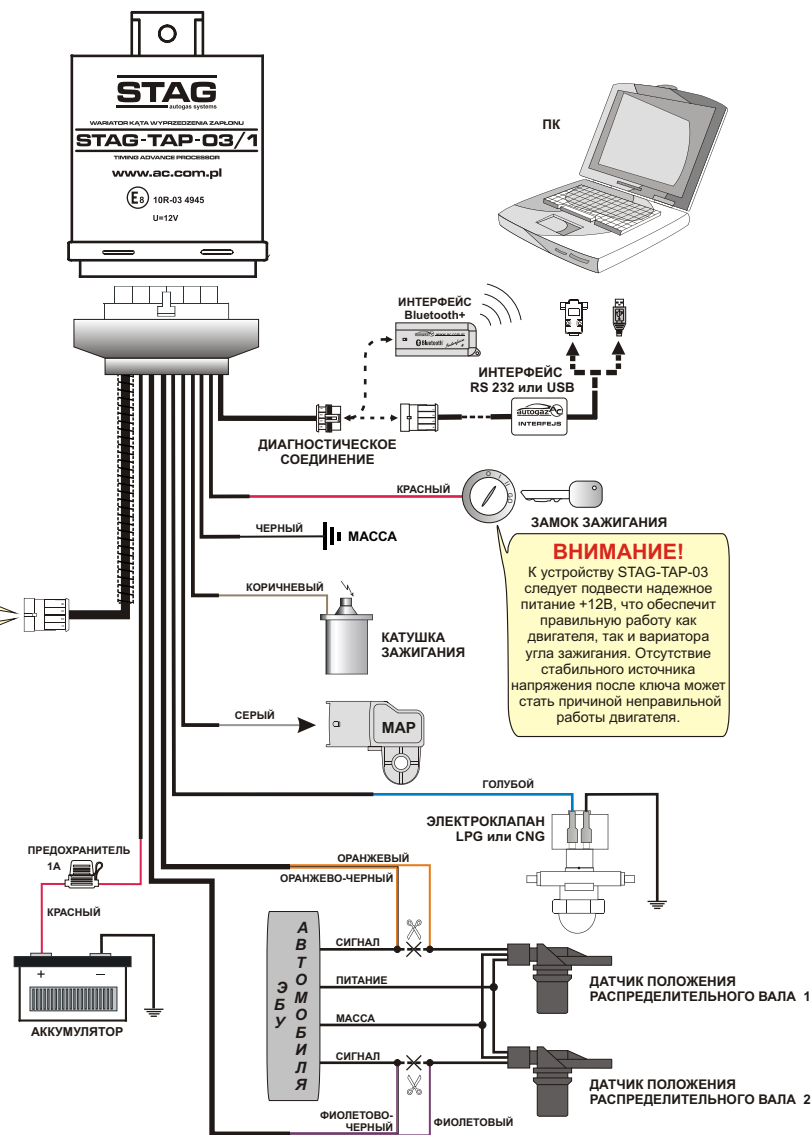 STAG
autogas systems
WARIATOR KĄTA WYPRZEDZENIA ZAPŁONU
STAG-TAP-03/1
TIMING ADVANCE PROCESSOR
www.ac.com.pl
E8 10R-03 4945
U=12V
ПК
ИНТЕРФЕЙС
Bluetooth+
Bluetooth
ИНТЕРФЕЙС
RS 232 или USB
autogaz AC
INTERFEJS
ДИАГНОСТИЧЕСКОЕ
СОЕДИНЕНИЕ
КРАСНЫЙ
ЗАМОК ЗАЖИГАНИЯ
ЧЕРНЫЙ
МАССА
ВНИМАНИЕ!
К устройству STAG-TAP-03
следует подвести надежное
питание +12В, что обеспечит
правильную работу как
двигателя, так и вариатора
угла зажигания. Отсутствие
стабильного источника
напряжения после ключа может
стать причиной неправильной
работы двигателя.
КОРИЧНЕВЫЙ
КАТУШКА
ЗАЖИГАНИЯ
СЕРЫЙ
MAP
ГОЛУБОЙ
ЭЛЕКТРОКЛАПАН
LPG или CNG
ПРЕДОХРАНИТЕЛЬ
1А
КРАСНЫЙ
+ –
АККУМУЛЯТОР
ОРАНЖЕВЫЙ
ОРАНЖЕВО-ЧЕРНЫЙ
ЭБУ
АВТОМОБИЛЯ
СИГНАЛ
ПИТАНИЕ
МАССА
СИГНАЛ
ДАТЧИК ПОЛОЖЕНИЯ
РАСПРЕДЕЛИТЕЛЬНОГО ВАЛА 1
ДАТЧИК ПОЛОЖЕНИЯ
РАСПРЕДЕЛИТЕЛЬНОГО ВАЛА 2
ФИОЛЕТОВО-
ЧЕРНЫЙ
ФИОЛЕТОВЫЙ